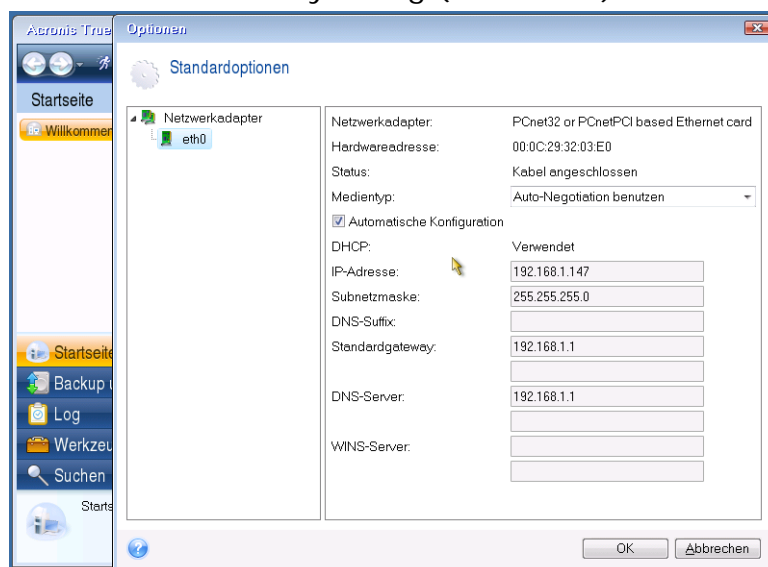 Acronis True
Optionen
Standardoptionen
Startseite
Willkommen
Netzwerkadapter
eth0
Netzwerkadapter: PCnet32 or PCnetPCI based Ethernet card
Hardwareadresse: 00:0C:29:32:03:E0
Status: Kabel angeschlossen
Medientyp: Auto-Negotiation benutzen
Automatische Konfiguration
DHCP: Verwendet
IP-Adresse: 192.168.1.147
Subnetzmaske: 255.255.255.0
DNS-Suffix:
Standardgateway: 192.168.1.1
DNS-Server: 192.168.1.1
WINS-Server:
Startseite
Backup u
Log
Werkzeu
Suchen
Starts
OK
Abbrechen